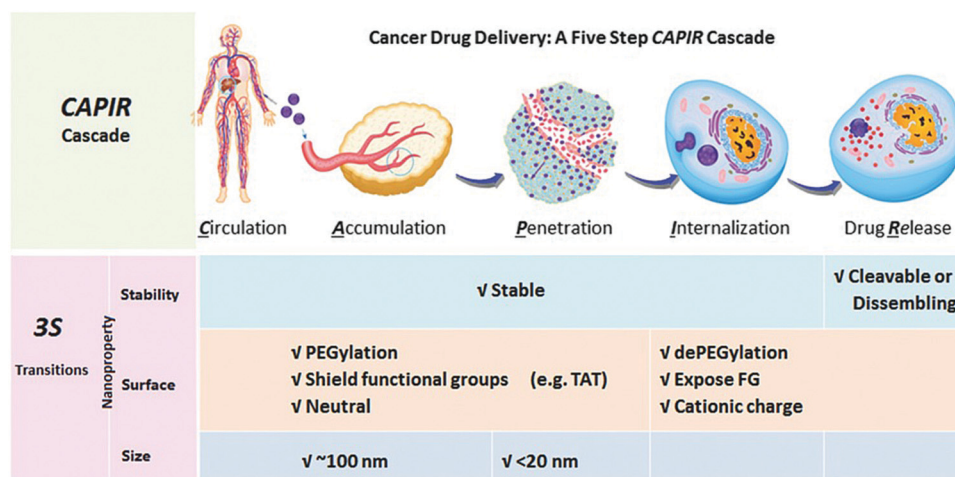 Cancer Drug Delivery: A Five Step CAPIR Cascade
CAPIR
Cascade
Circulation
Accumulation
Penetration
Internalization
Drug Release
3S
Transitions
Nanoproperty
Stability
√ Stable
√ Cleavable or
Dissembling
Surface
√ PEGylation
√ Shield functional groups (e.g. TAT)
√ Neutral
√ dePEGylation
√ Expose FG
√ Cationic charge
Size
√ ~100 nm
√ <20 nm